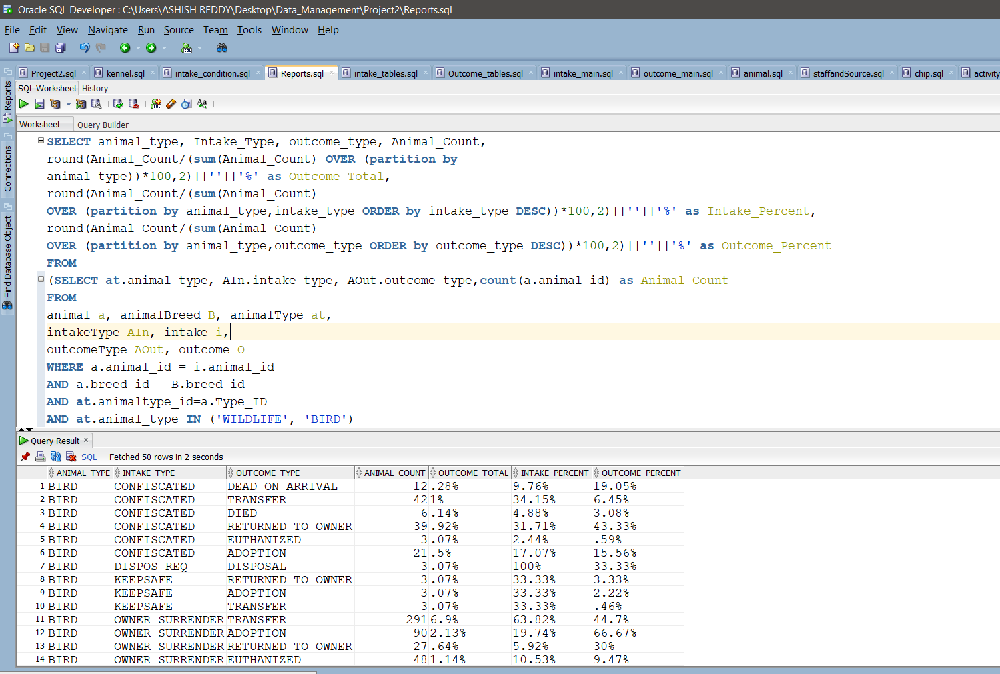 Oracle SQL Developer : C:\Users\ASHISH REDDY\Desktop\Data_Management\Project2\Reports.sql
File Edit View Navigate Run Source Team Tools Window Help
Project2.sql kennel.sql intake_condition.sql Reports.sql intake_tables.sql Outcome_tables.sql intake_main.sql outcome_main.sql animal.sql staffandSource.sql chip.sql activity
Reports
Connections
Find Database Object
SQL Worksheet History
Worksheet Query Builder
SELECT animal_type, Intake_Type, outcome_type, Animal_Count,
round(Animal_Count/(sum(Animal_Count) OVER (partition by
animal_type))*100,2)||''||'%' as Outcome_Total,
round(Animal_Count/(sum(Animal_Count)
OVER (partition by animal_type,intake_type ORDER by intake_type DESC))*100,2)||''||'%' as Intake_Percent,
round(Animal_Count/(sum(Animal_Count)
OVER (partition by animal_type,outcome_type ORDER by outcome_type DESC))*100,2)||''||'%' as Outcome_Percent
FROM
(SELECT at.animal_type, AIn.intake_type, AOut.outcome_type,count(a.animal_id) as Animal_Count
FROM
animal a, animalBreed B, animalType at,
intakeType AIn, intake i,
outcomeType AOut, outcome O
WHERE a.animal_id = i.animal_id
AND a.breed_id = B.breed_id
AND at.animaltype_id=a.Type_ID
AND at.animal_type IN ('WILDLIFE', 'BIRD')
Query Result
SQL Fetched 50 rows in 2 seconds
ANIMAL_TYPE INTAKE_TYPE OUTCOME_TYPE ANIMAL_COUNT OUTCOME_TOTAL INTAKE_PERCENT OUTCOME_PERCENT
1 BIRD CONFISCATED DEAD ON ARRIVAL 12 .28% 9.76% 19.05%
2 BIRD CONFISCATED TRANSFER 42 1% 34.15% 6.45%
3 BIRD CONFISCATED DIED 6 .14% 4.88% 3.08%
4 BIRD CONFISCATED RETURNED TO OWNER 39 .92% 31.71% 43.33%
5 BIRD CONFISCATED EUTHANIZED 3 .07% 2.44% .59%
6 BIRD CONFISCATED ADOPTION 21 .5% 17.07% 15.56%
7 BIRD DISPOS REQ DISPOSAL 3 .07% 100% 33.33%
8 BIRD KEEPSAFE RETURNED TO OWNER 3 .07% 33.33% 3.33%
9 BIRD KEEPSAFE ADOPTION 3 .07% 33.33% 2.22%
10 BIRD KEEPSAFE TRANSFER 3 .07% 33.33% .46%
11 BIRD OWNER SURRENDER TRANSFER 291 6.9% 63.82% 44.7%
12 BIRD OWNER SURRENDER ADOPTION 90 2.13% 19.74% 66.67%
13 BIRD OWNER SURRENDER RETURNED TO OWNER 27 .64% 5.92% 30%
14 BIRD OWNER SURRENDER EUTHANIZED 48 1.14% 10.53% 9.47%